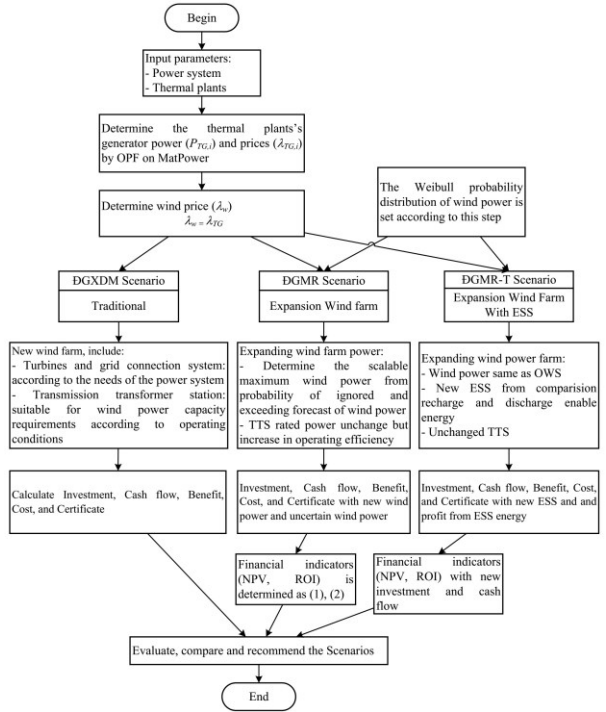 Begin
Input parameters:
- Power system
- Thermal plants
Determine the thermal plants's
generator power (P_TG,i) and prices (λ_TG,i)
by OPF on MatPower
The Weibull probability
distribution of wind power is
set according to this step
Determine wind price (λ_w)
λ_w = λ_TG
ĐGXDM Scenario
Traditional
ĐGMR Scenario
Expansion Wind farm
ĐGMR-T Scenario
Expansion Wind Farm
With ESS
New wind farm, include:
- Turbines and grid connection system:
according to the needs of the power system
- Transmission transformer station:
suitable for wind power capacity
requirements according to operating
conditions
Expanding wind farm power:
- Determine the scalable
maximum wind power from
probability of ignored and
exceeding forecast of wind power
- TTS rated power unchange but
increase in operating efficiency
Expanding wind power farm:
- Wind power same as OWS
- New ESS from comparision
recharge and discharge enable
energy
- Unchanged TTS
Calculate Investment, Cash flow, Benefit,
Cost, and Certificate
Investment, Cash flow, Benefit,
Cost, and Certificate with new wind
power and uncertain wind power
Investment, Cash flow, Benefit, Cost,
and Certificate with new ESS and and
profit from ESS energy
Financial indicators
(NPV, ROI) is
determined as (1), (2)
Financial indicators
(NPV, ROI) with new
investment and cash
flow
Evaluate, compare and recommend the Scenarios
End